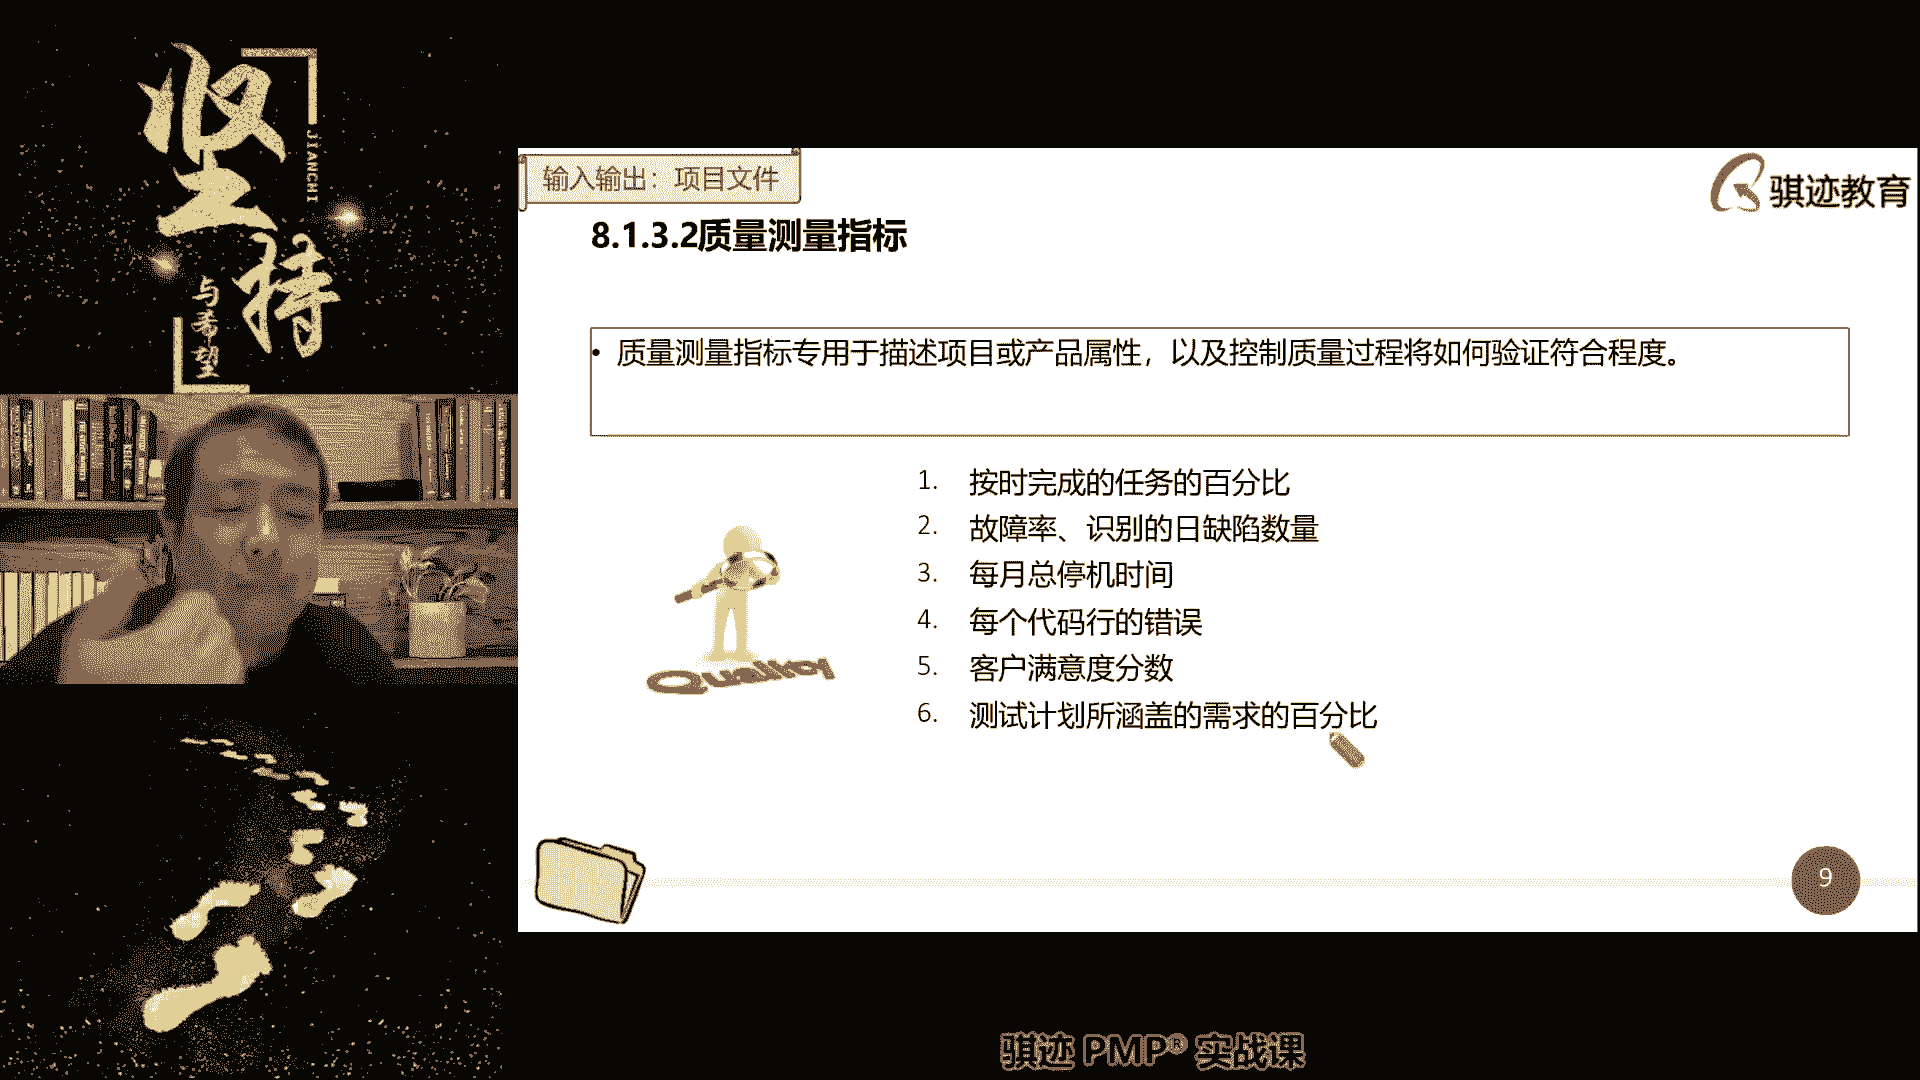 坚持
JIANCHI
与希望
输入输出：项目文件
骐迹教育
8.1.3.2质量测量指标
• 质量测量指标专用于描述项目或产品属性，以及控制质量过程将如何验证符合程度。
1. 按时完成的任务的百分比
2. 故障率、识别的日缺陷数量
3. 每月总停机时间
4. 每个代码行的错误
5. 客户满意度分数
6. 测试计划所涵盖的需求的百分比
Quality
9
骐迹 PMP® 实战课